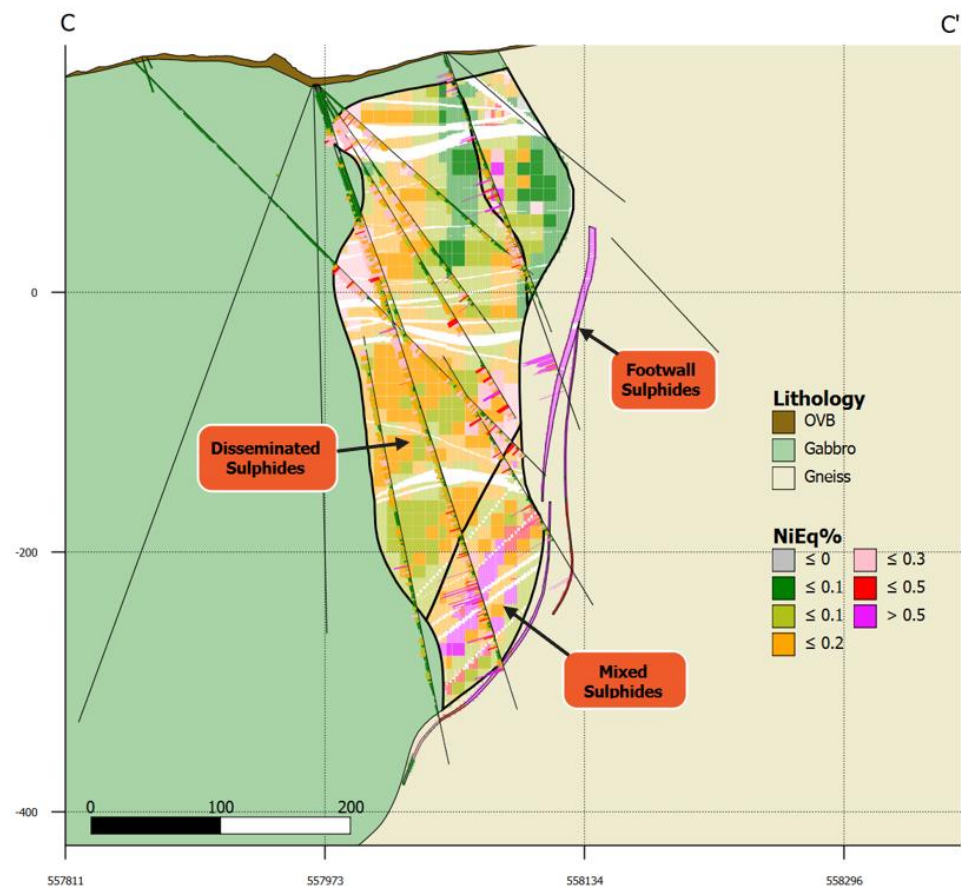 C
C'
0
-200
-400
Footwall
Sulphides
Disseminated
Sulphides
Mixed
Sulphides
Lithology
OVB
Gabbro
Gneiss
NiEq%
≤ 0
≤ 0.3
≤ 0.1
≤ 0.5
≤ 0.1
> 0.5
≤ 0.2
0
100
200
557811
557973
558134
558296